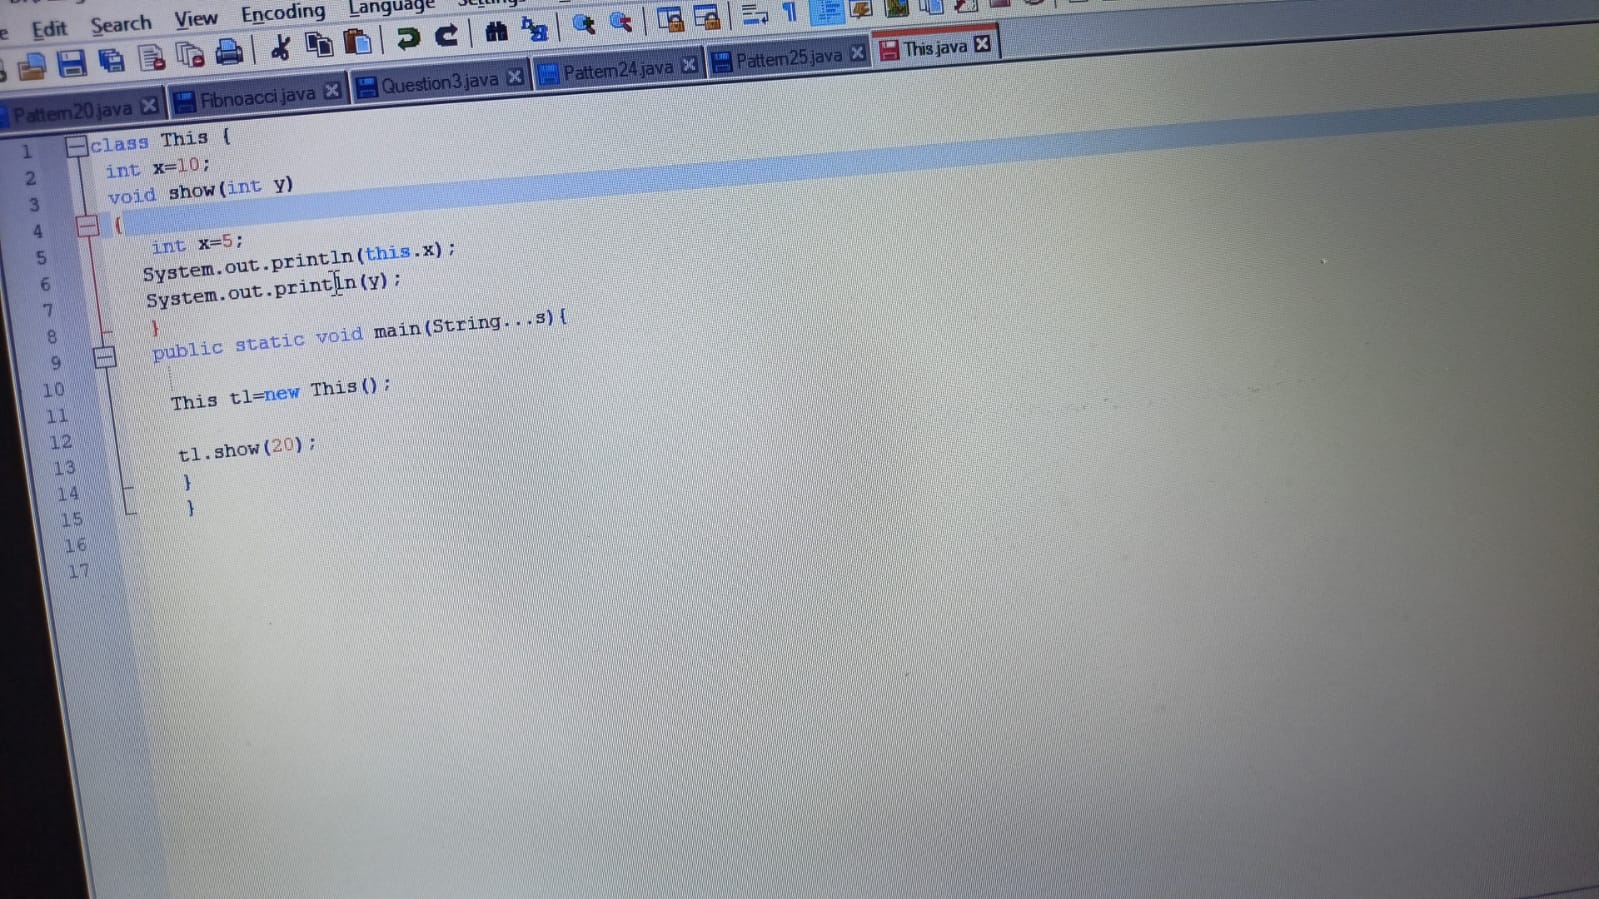 Edit Search View Encoding Language
Pattern20.java Fibnoacci.java Question3.java Pattern24.java Pattern25.java This.java
1 class This {
2 int x=10;
3 void show(int y)
4 {
5 int x=5;
6 System.out.println(this.x);
7 System.out.println(y);
8 }
9 public static void main(String...s){
10
11 This t1=new This();
12
13 t1.show(20);
14 }
15 }
16
17